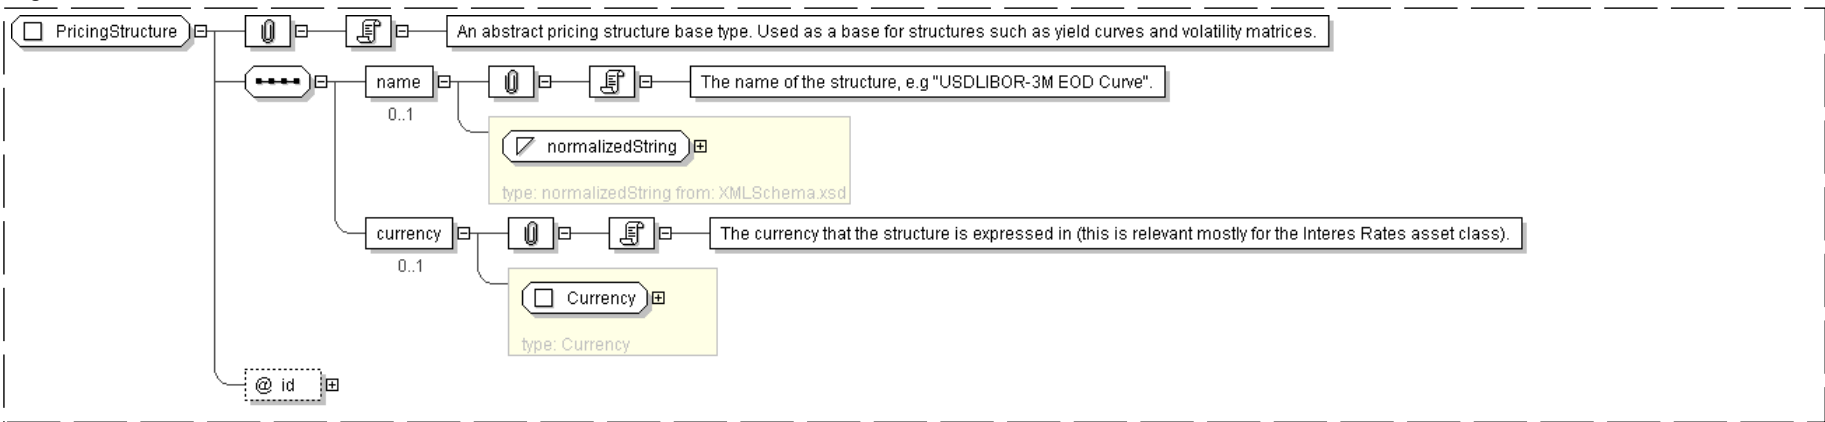 PricingStructure
An abstract pricing structure base type. Used as a base for structures such as yield curves and volatility matrices.
name
The name of the structure, e.g "USDLIBOR-3M EOD Curve".
0..1
normalizedString
type: normalizedString from: XMLSchema.xsd
currency
The currency that the structure is expressed in (this is relevant mostly for the Interes Rates asset class).
0..1
Currency
type: Currency
@ id